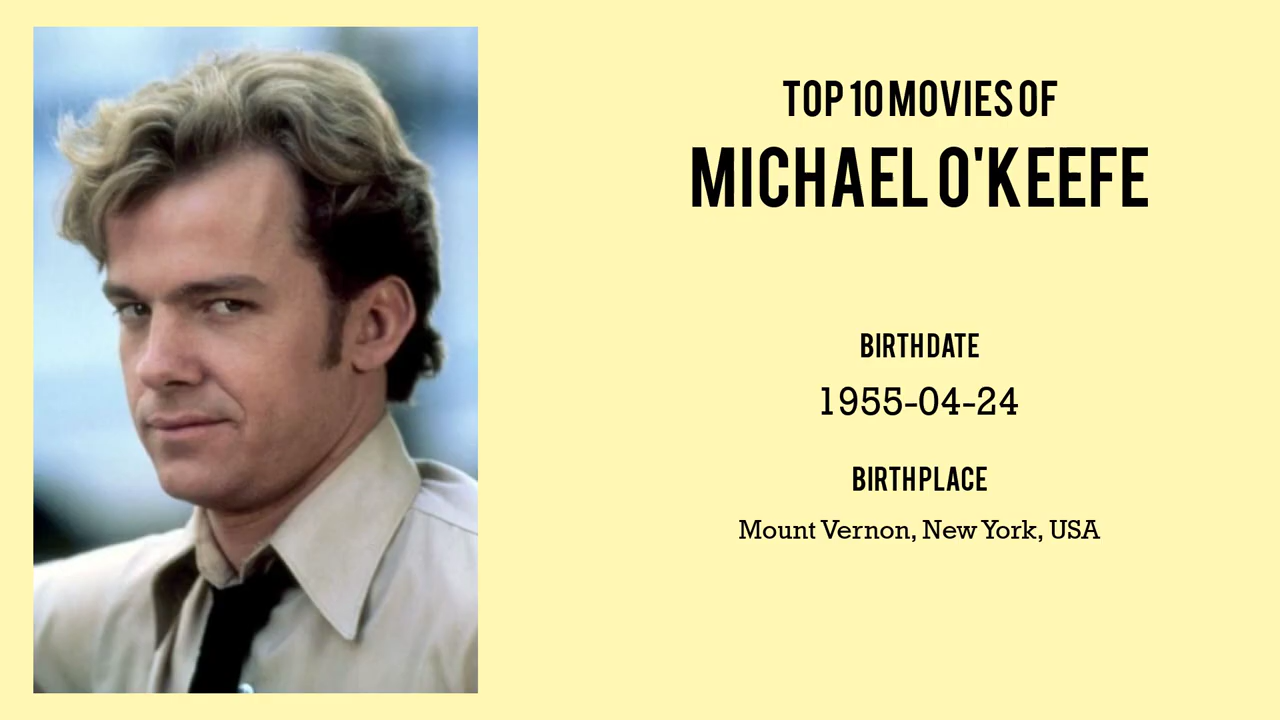 TOP 10 MOVIES OF
MICHAEL O'KEEFE
BIRTHDATE
1955-04-24
BIRTHPLACE
Mount Vernon, New York, USA